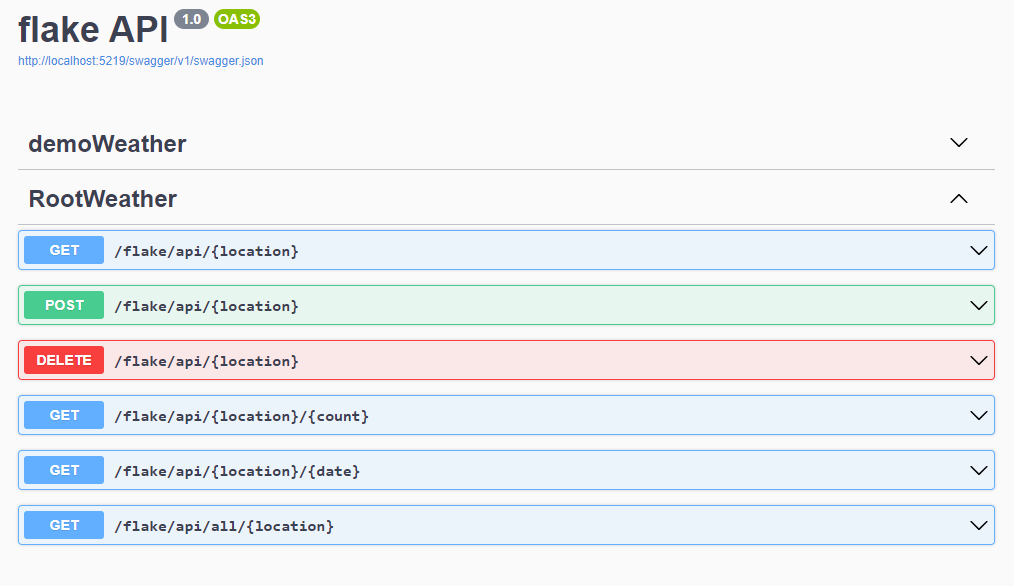 flake API 1.0 OAS3
http://localhost:5219/swagger/v1/swagger.json
demoWeather
RootWeather
GET /flake/api/{location}
POST /flake/api/{location}
DELETE /flake/api/{location}
GET /flake/api/{location}/{count}
GET /flake/api/{location}/{date}
GET /flake/api/all/{location}